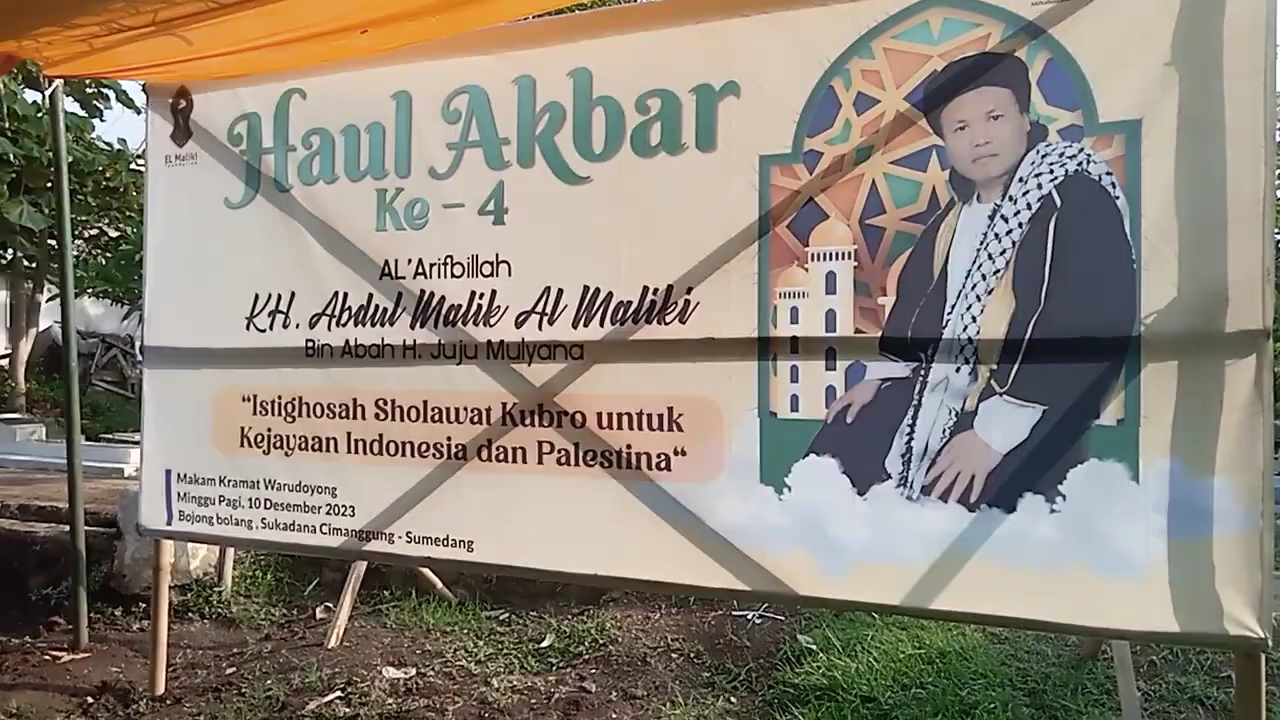 EL Maliki
Foundation
Haul Akbar
Ke - 4
AL'Arifbillah
KH. Abdul Malik Al Maliki
Bin Abah H. Juju Mulyana
“Istighosah Sholawat Kubro untuk
Kejayaan Indonesia dan Palestina“
Makam Kramat Warudoyong
Minggu Pagi, 10 Desember 2023
Bojong bolang , Sukadana Cimanggung - Sumedang